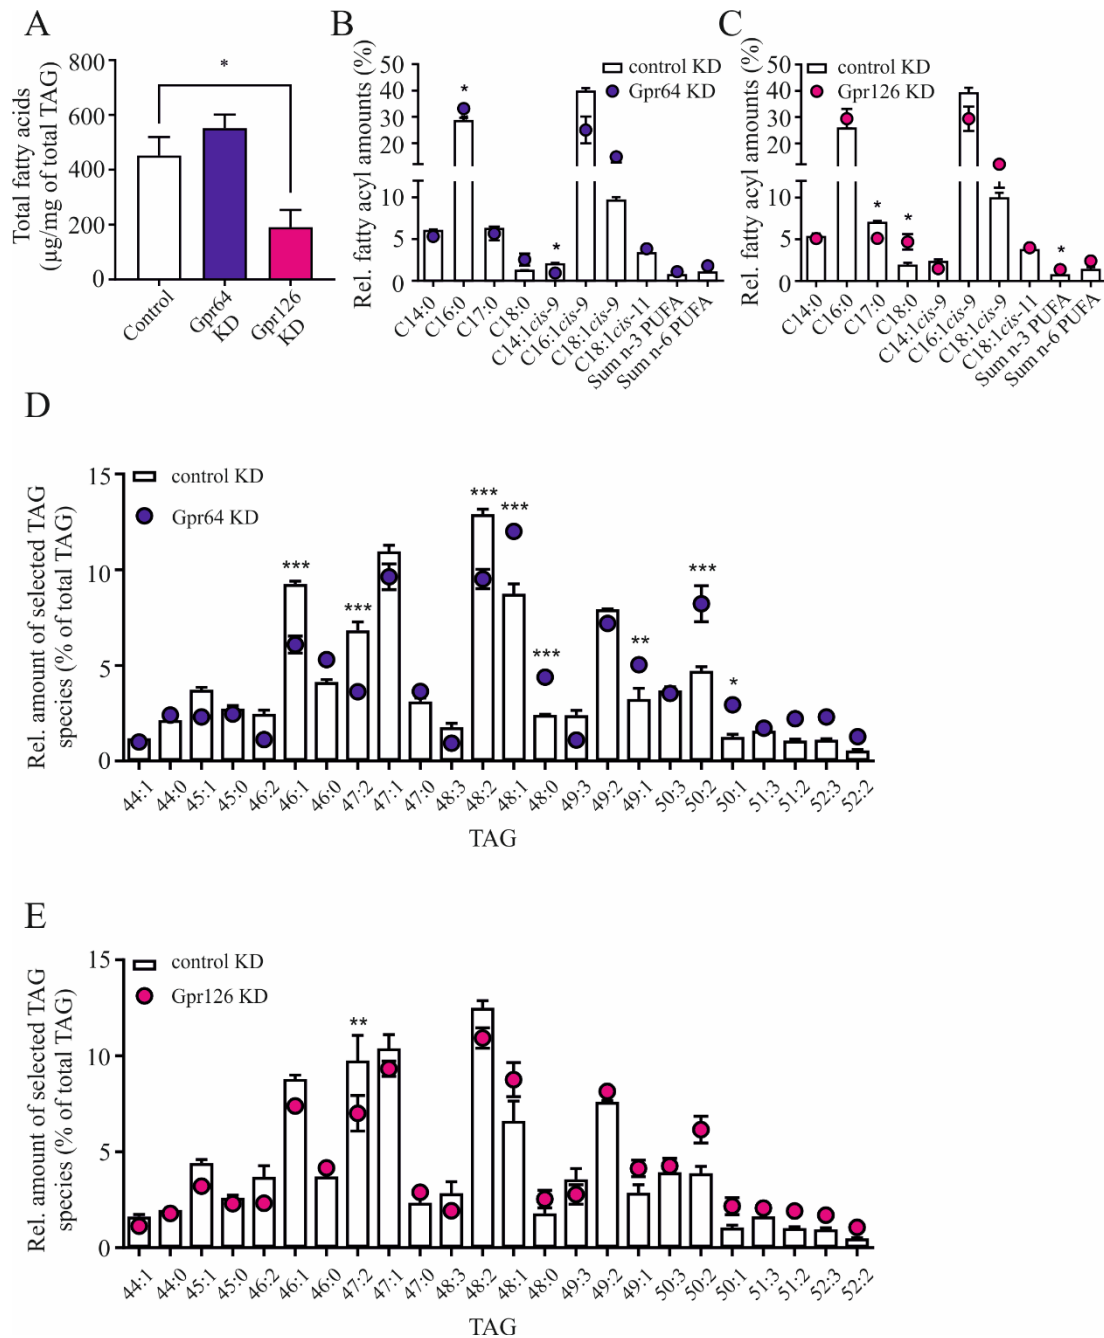 A
Total fatty acids
(µg/mg of total TAG)
800
600
400
200
0
*
Control
Gpr64
KD
Gpr126
KD
B
Rel. fatty acyl amounts (%)
50
40
30
20
10
5
0
control KD
Gpr64 KD
*
*
C14:0
C16:0
C17:0
C18:0
C14:1cis-9
C16:1cis-9
C18:1cis-9
C18:1cis-11
Sum n-3 PUFA
Sum n-6 PUFA
C
Rel. fatty acyl amounts (%)
50
40
30
20
10
5
0
control KD
Gpr126 KD
*
*
*
C14:0
C16:0
C17:0
C18:0
C14:1cis-9
C16:1cis-9
C18:1cis-9
C18:1cis-11
Sum n-3 PUFA
Sum n-6 PUFA
D
Rel. amount of selected TAG
species (% of total TAG)
15
10
5
0
control KD
Gpr64 KD
***
***
***
***
***
**
***
*
44:1
44:0
45:1
45:0
46:2
46:1
46:0
47:2
47:1
47:0
48:3
48:2
48:1
48:0
49:3
49:2
49:1
50:3
50:2
50:1
51:3
51:2
52:3
52:2
TAG
E
Rel. amount of selected TAG
species (% of total TAG)
15
10
5
0
control KD
Gpr126 KD
**
44:1
44:0
45:1
45:0
46:2
46:1
46:0
47:2
47:1
47:0
48:3
48:2
48:1
48:0
49:3
49:2
49:1
50:3
50:2
50:1
51:3
51:2
52:3
52:2
TAG